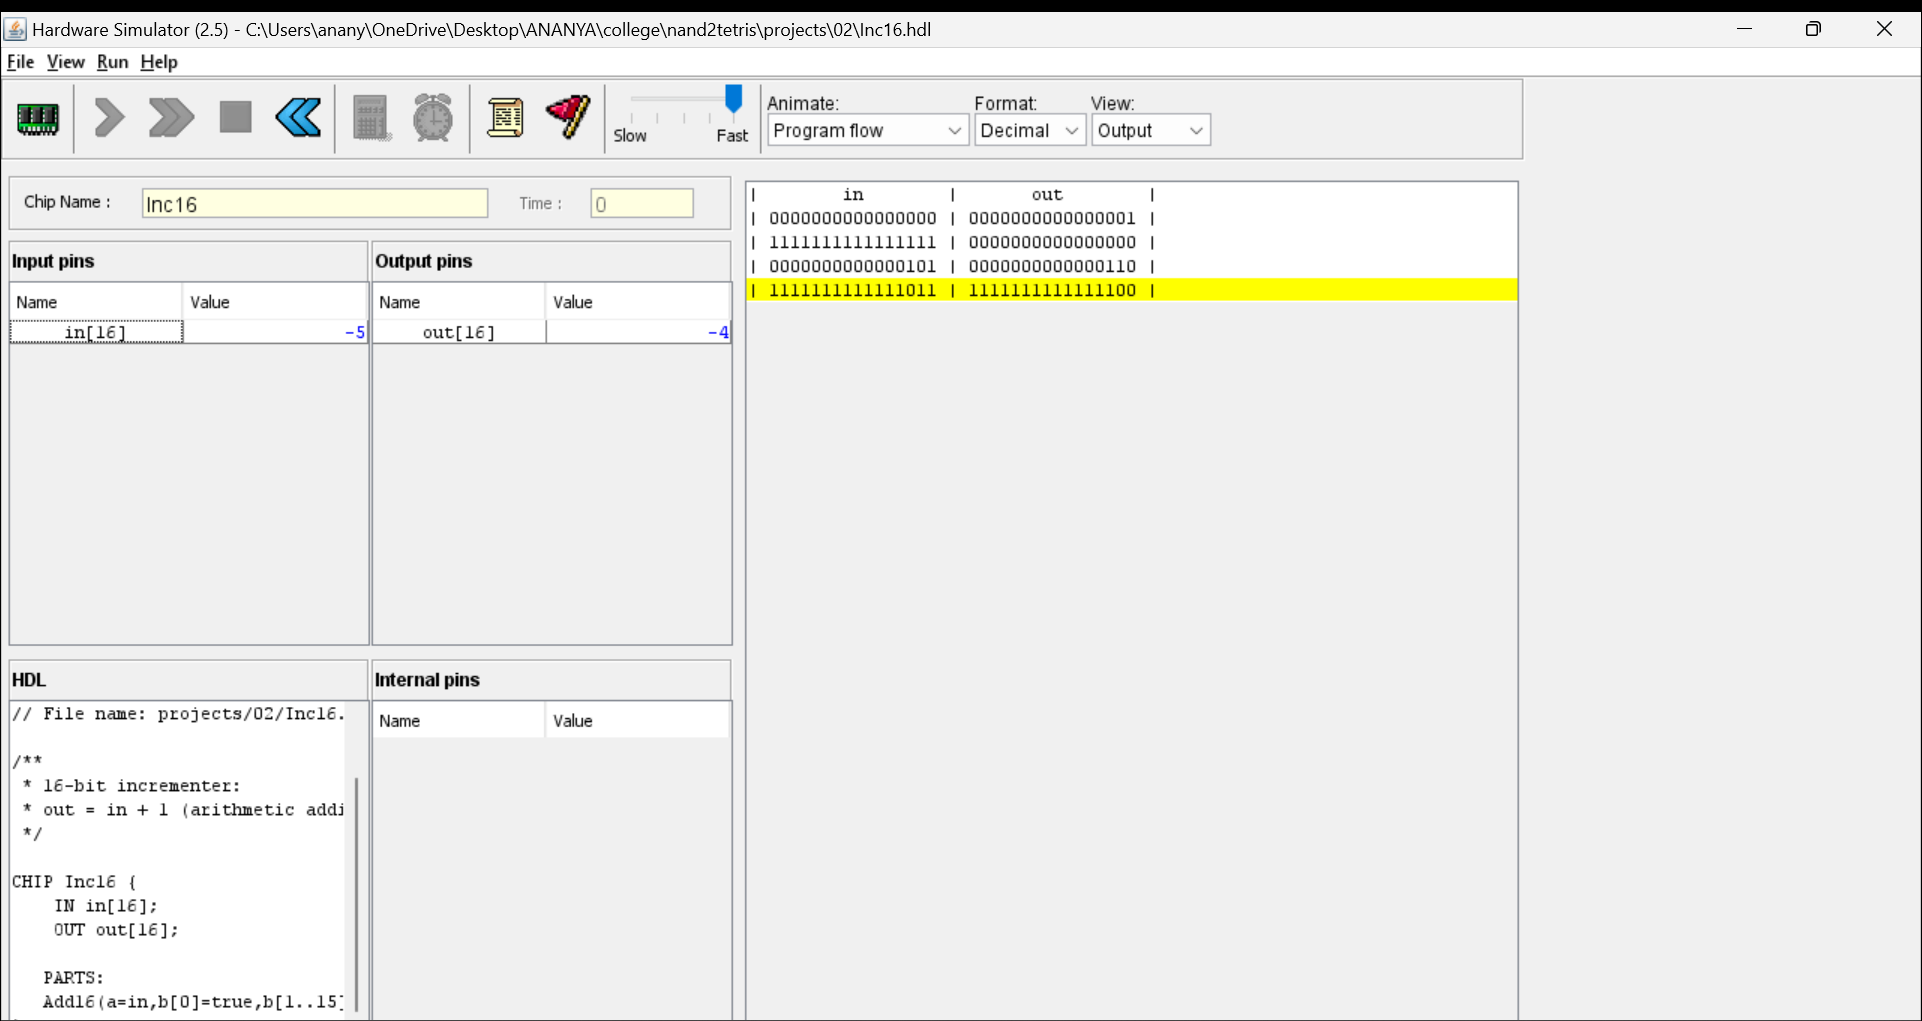 Hardware Simulator (2.5) - C:\Users\anany\OneDrive\Desktop\ANANYA\college\nand2tetris\projects\02\Inc16.hdl
File View Run Help
Slow Fast
Animate: Format: View:
Program flow Decimal Output
Chip Name : Inc16 Time : 0
Input pins
Name Value
in[16] -5
Output pins
Name Value
out[16] -4
HDL
// File name: projects/02/Inc16.
/**
* 16-bit incrementer:
* out = in + 1 (arithmetic addi
*/
CHIP Inc16 {
IN in[16];
OUT out[16];
PARTS:
Add16(a=in,b[0]=true,b[1..15]
Internal pins
Name Value
| in | out |
| 0000000000000000 | 0000000000000001 |
| 1111111111111111 | 0000000000000000 |
| 0000000000000101 | 0000000000000110 |
| 1111111111111011 | 1111111111111100 |